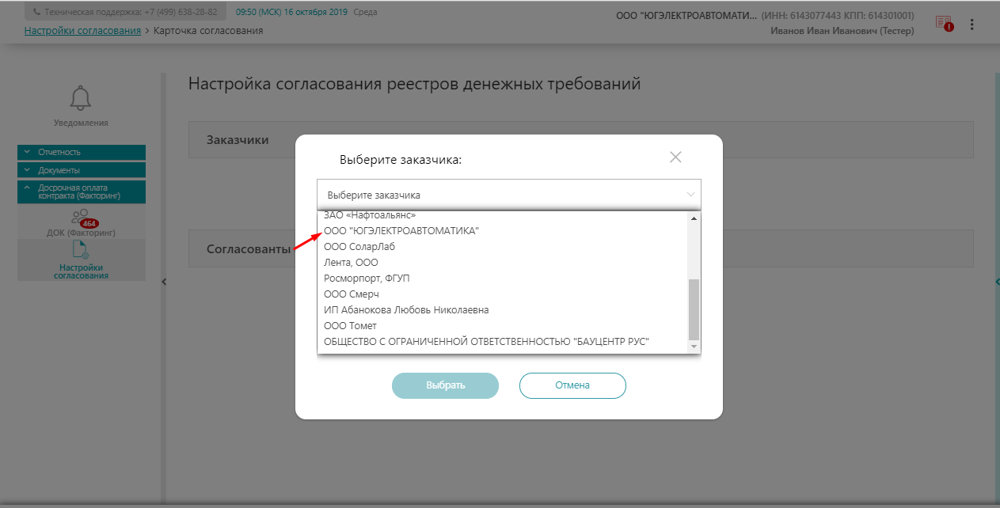 Техническая поддержка: +7 (499) 638-28-82
09:50 (МСК) 16 октября 2019 Среда
ООО "ЮГЭЛЕКТРОАВТОМАТИ... (ИНН: 6143077443 КПП: 614301001)
Иванов Иван Иванович (Тестер)
Настройки согласования > Карточка согласования
Уведомления
Отчетность
Документы
Досрочная оплата
контракта (Факторинг)
464
ДОК (Факторинг)
Настройки
согласования
Настройка согласования реестров денежных требований
Заказчики
Согласованты
Выберите заказчика:
Выберите заказчика
ЗАО «Нафтоальянс»
ООО "ЮГЭЛЕКТРОАВТОМАТИКА"
ООО СоларЛаб
Лента, ООО
Росморпорт, ФГУП
ООО Смерч
ИП Абанокова Любовь Николаевна
ООО Томет
ОБЩЕСТВО С ОГРАНИЧЕННОЙ ОТВЕТСТВЕННОСТЬЮ "БАУЦЕНТР РУС"
Выбрать
Отмена